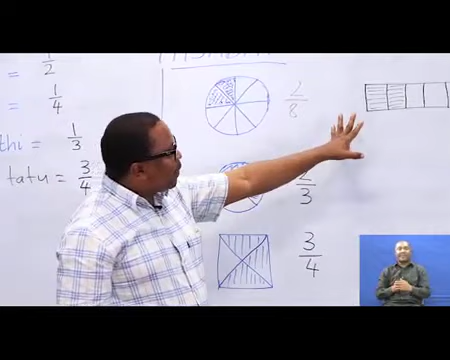 = 1/2
= 1/4
thi = 1/3
tatu = 3/4
2/8
2/3
3/4